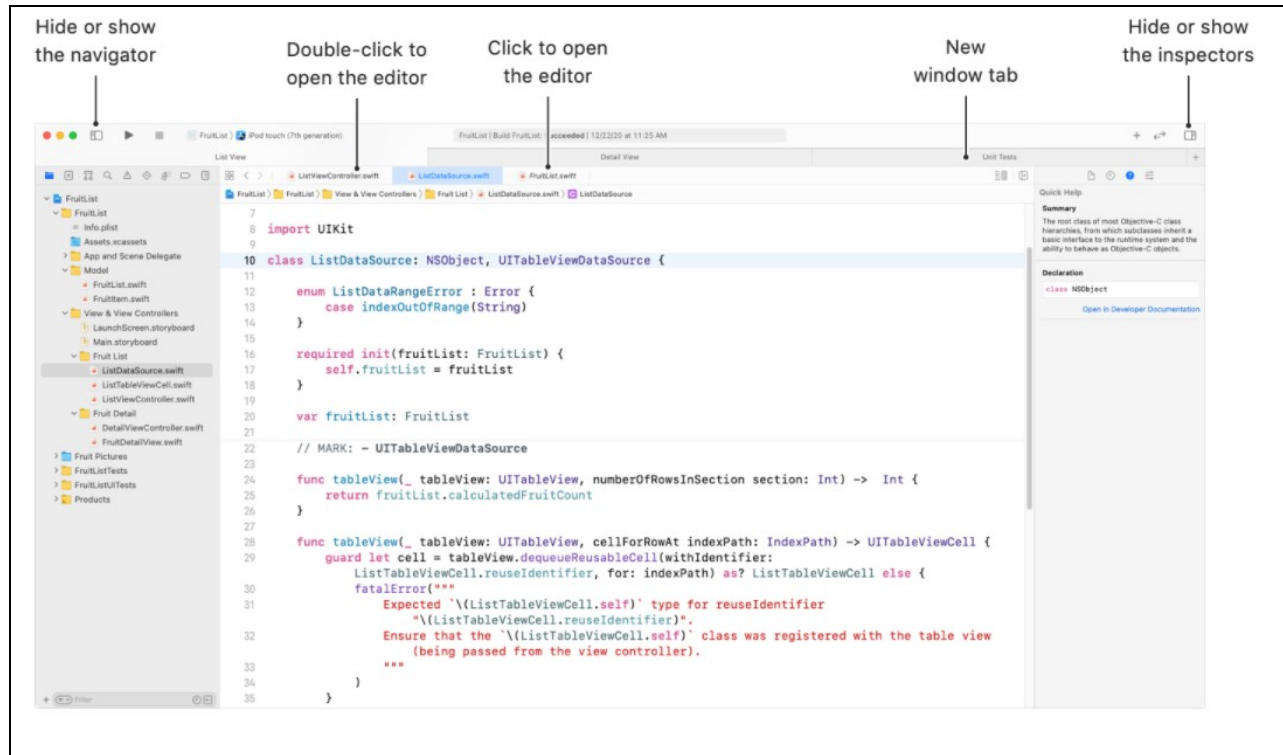 Hide or show
the navigator
Double-click to
open the editor
Click to open
the editor
New
window tab
Hide or show
the inspectors
FruitList
iPod touch (7th generation)
FruitList | Build FruitList: Succeeded | 12/22/20 at 11:25 AM
List View
Detail View
Unit Tests
ListViewController.swift
ListDataSource.swift
FruitList.swift
FruitList
FruitList
View & View Controllers
Fruit List
ListDataSource.swift
ListDataSource
FruitList
FruitList
Info.plist
Assets.xcassets
App and Scene Delegate
Model
FruitList.swift
FruitItem.swift
View & View Controllers
LaunchScreen.storyboard
Main.storyboard
Fruit List
ListDataSource.swift
ListTableViewCell.swift
ListViewController.swift
Fruit Detail
DetailViewController.swift
FruitDetailView.swift
Fruit Pictures
FruitListTests
FruitListUITests
Products
Filter
7
8 import UIKit
9
10 class ListDataSource: NSObject, UITableViewDataSource {
11
12 enum ListDataRangeError : Error {
13 case indexOutOfRange(String)
14 }
15
16 required init(fruitList: FruitList) {
17 self.fruitList = fruitList
18 }
19
20 var fruitList: FruitList
21
22 // MARK: - UITableViewDataSource
23
24 func tableView(_ tableView: UITableView, numberOfRowsInSection section: Int) -> Int {
25 return fruitList.calculatedFruitCount
26 }
27
28 func tableView(_ tableView: UITableView, cellForRowAt indexPath: IndexPath) -> UITableViewCell {
29 guard let cell = tableView.dequeueReusableCell(withIdentifier:
ListTableViewCell.reuseIdentifier, for: indexPath) as? ListTableViewCell else {
30 fatalError("""
31 Expected `\(ListTableViewCell.self)` type for reuseIdentifier
"\(ListTableViewCell.reuseIdentifier)".
32 Ensure that the `\(ListTableViewCell.self)` class was registered with the table view
(being passed from the view controller).
33 """
34 )
35 }
Quick Help
Summary
The root class of most Objective-C class
hierarchies, from which subclasses inherit a
basic interface to the runtime system and the
ability to behave as Objective-C objects.
Declaration
class NSObject
Open in Developer Documentation